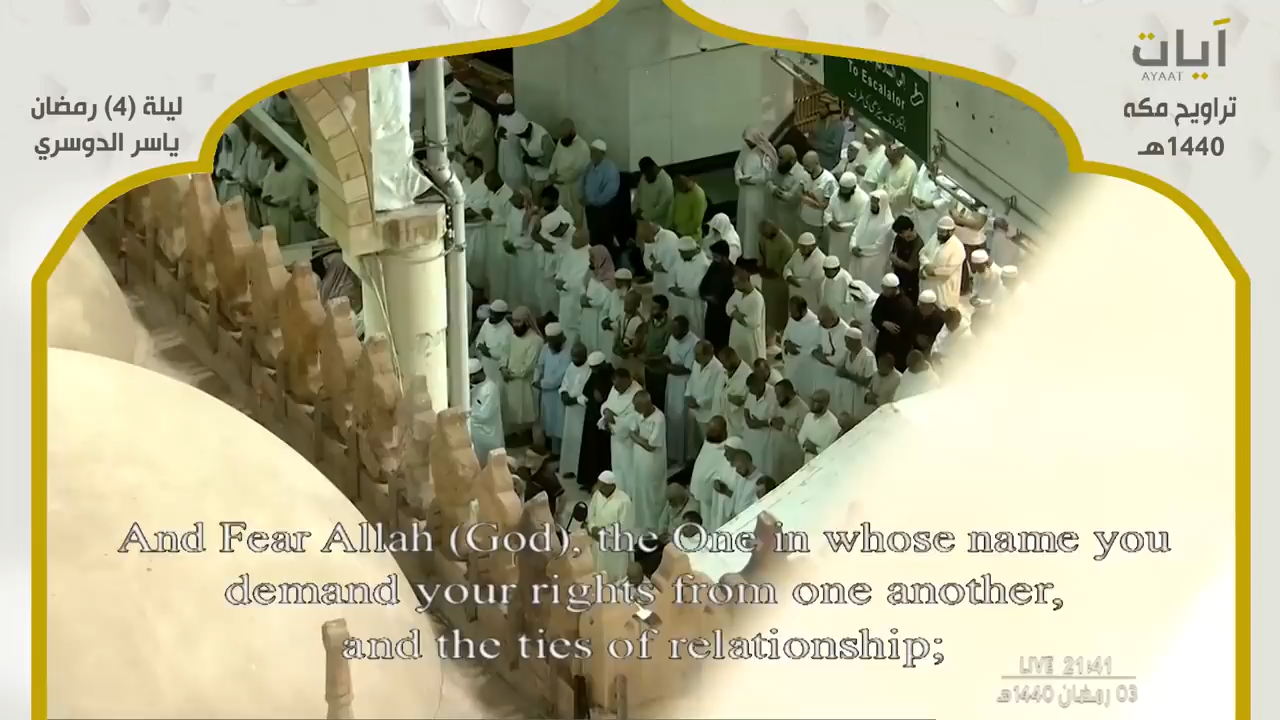 آيات
AYAAT
تراويح مكه
1440هـ
ليلة (4) رمضان
ياسر الدوسري
To Escalator
And Fear Allah (God), the One in whose name you
demand your rights from one another,
and the ties of relationship;
LIVE 21:41
03 رمضان 1440هـ